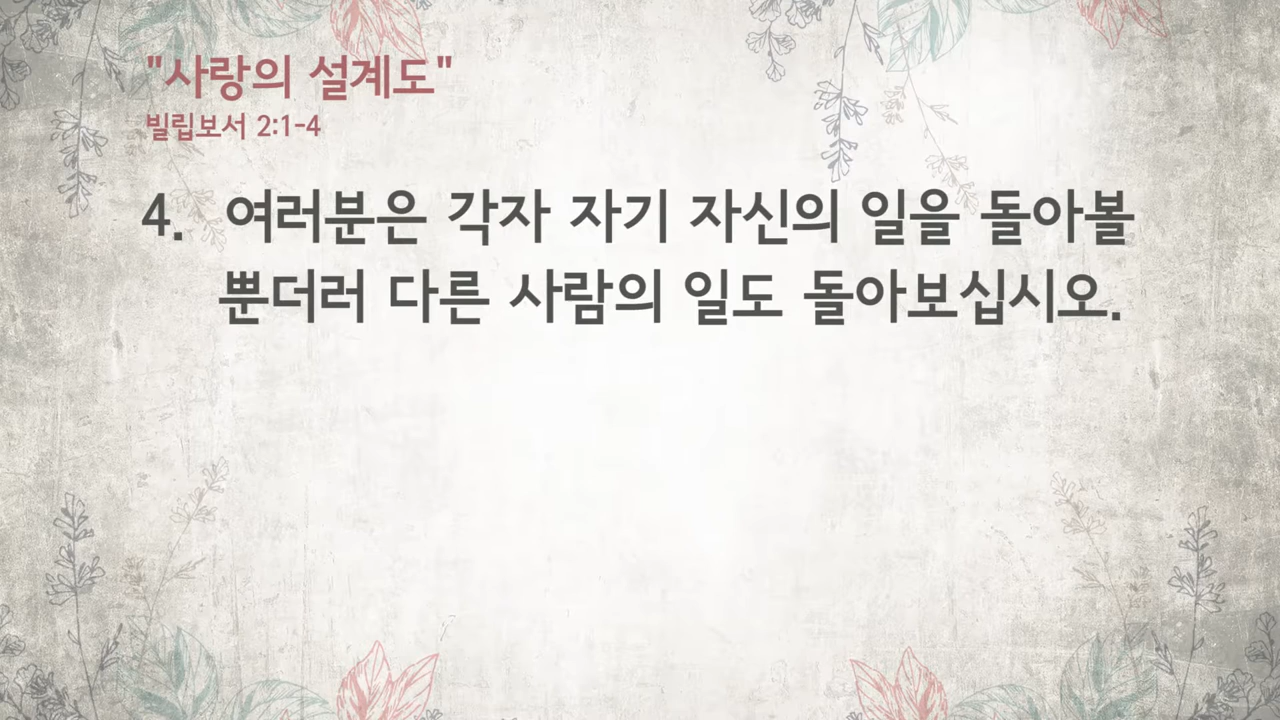 "사랑의 설계도"
빌립보서 2:1-4
4. 여러분은 각자 자기 자신의 일을 돌아볼
뿐더러 다른 사람의 일도 돌아보십시오.